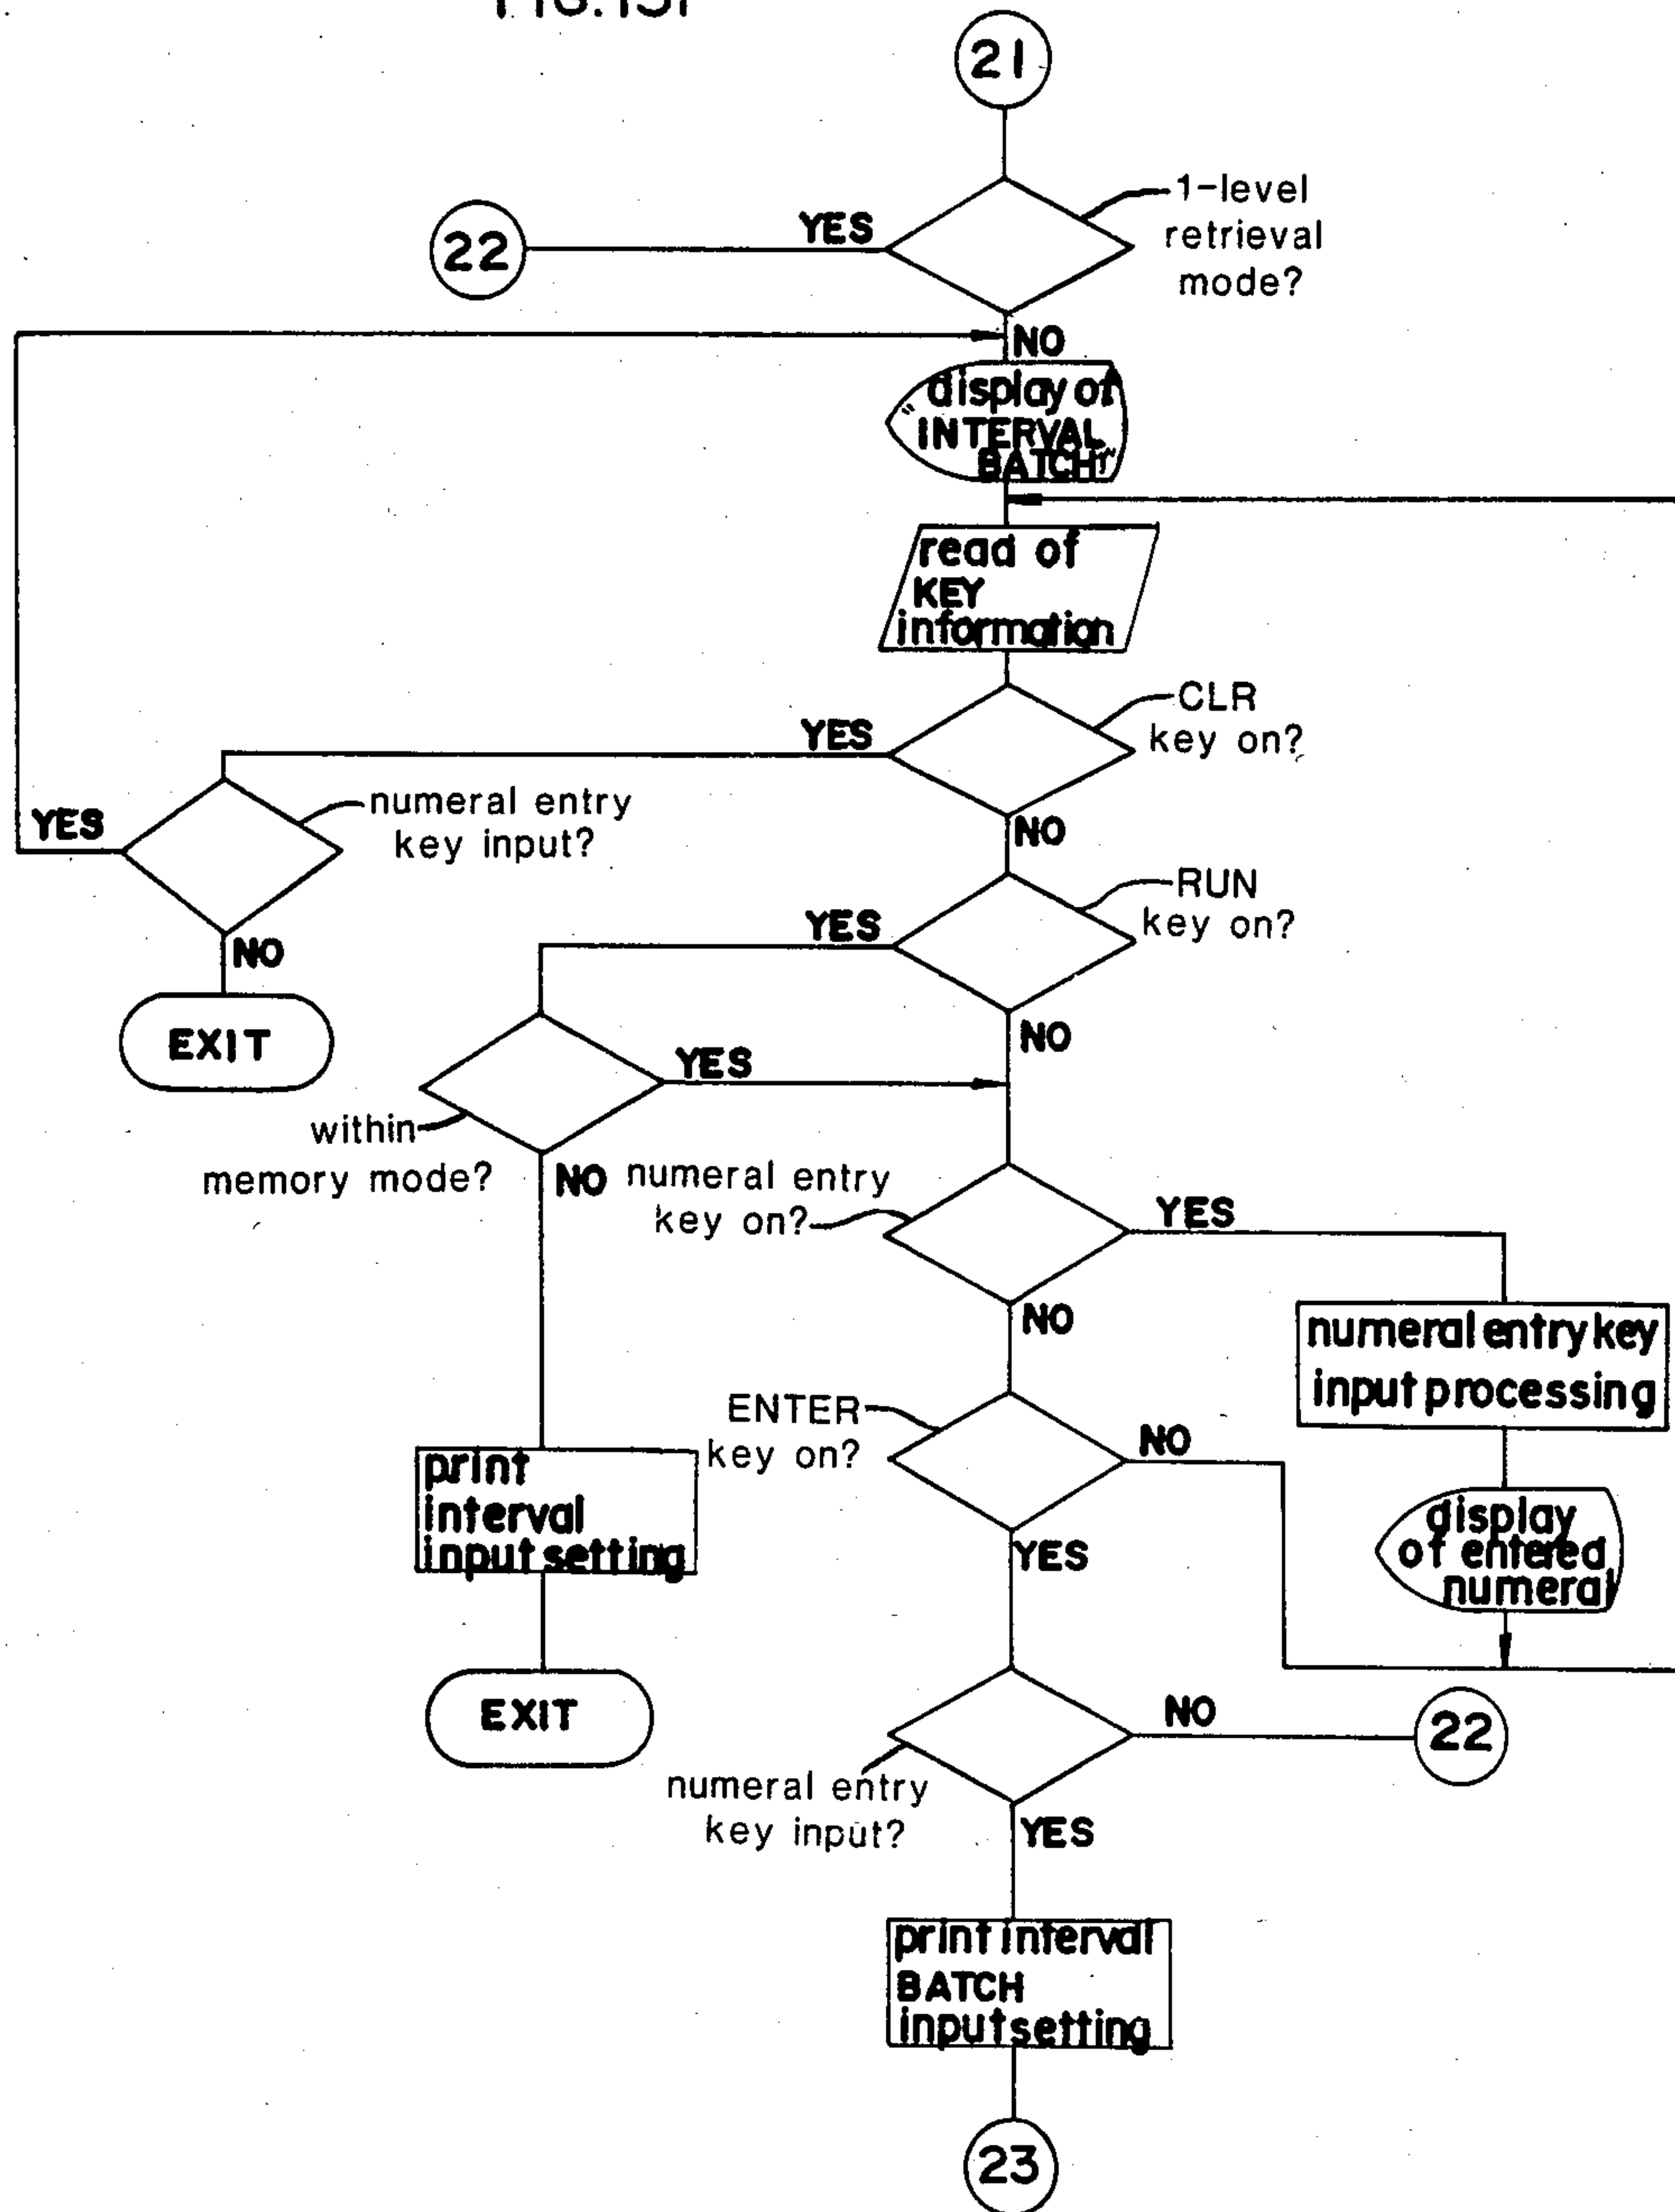 21
1-level
retrieval
mode?
YES
22
NO
"display of
INTERVAL
BATCHr"
read of
KEY
information
CLR
key on?
YES
numeral entry
key input?
YES
NO
RUN
key on?
YES
NO
EXIT
NO
YES
within
memory mode?
NO
numeral entry
key on?
YES
NO
numeral entry key
input processing
ENTER
key on?
NO
print
interval
input setting
display
of entered
numeral
YES
EXIT
NO
22
numeral entry
key input?
YES
print interval
BATCH
input setting
23